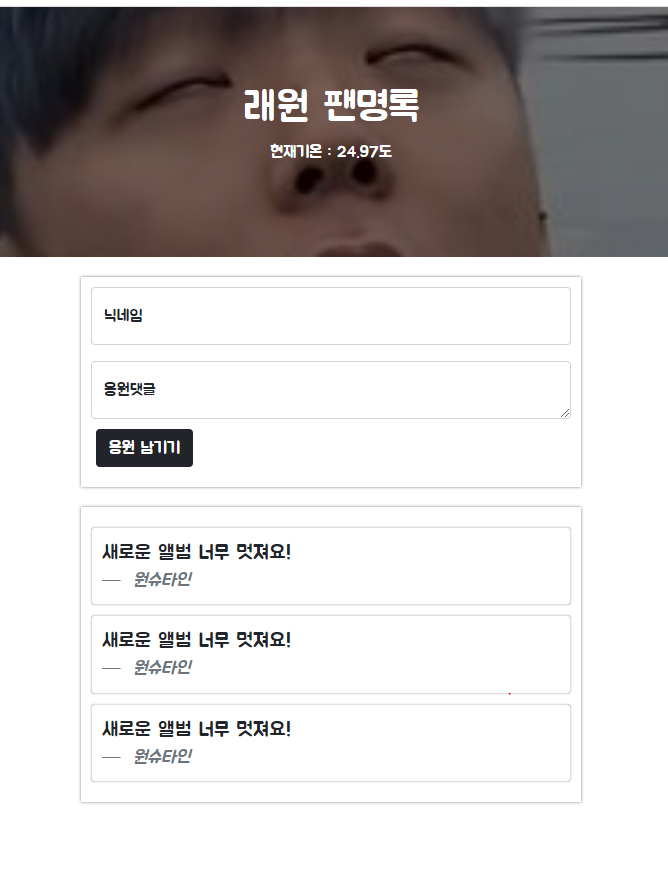 래원 팬명록
현재기온 : 24.97도
닉네임
응원댓글
응원 남기기
새로운 앨범 너무 멋져요!
— 원슈타인
새로운 앨범 너무 멋져요!
— 원슈타인
새로운 앨범 너무 멋져요!
— 원슈타인